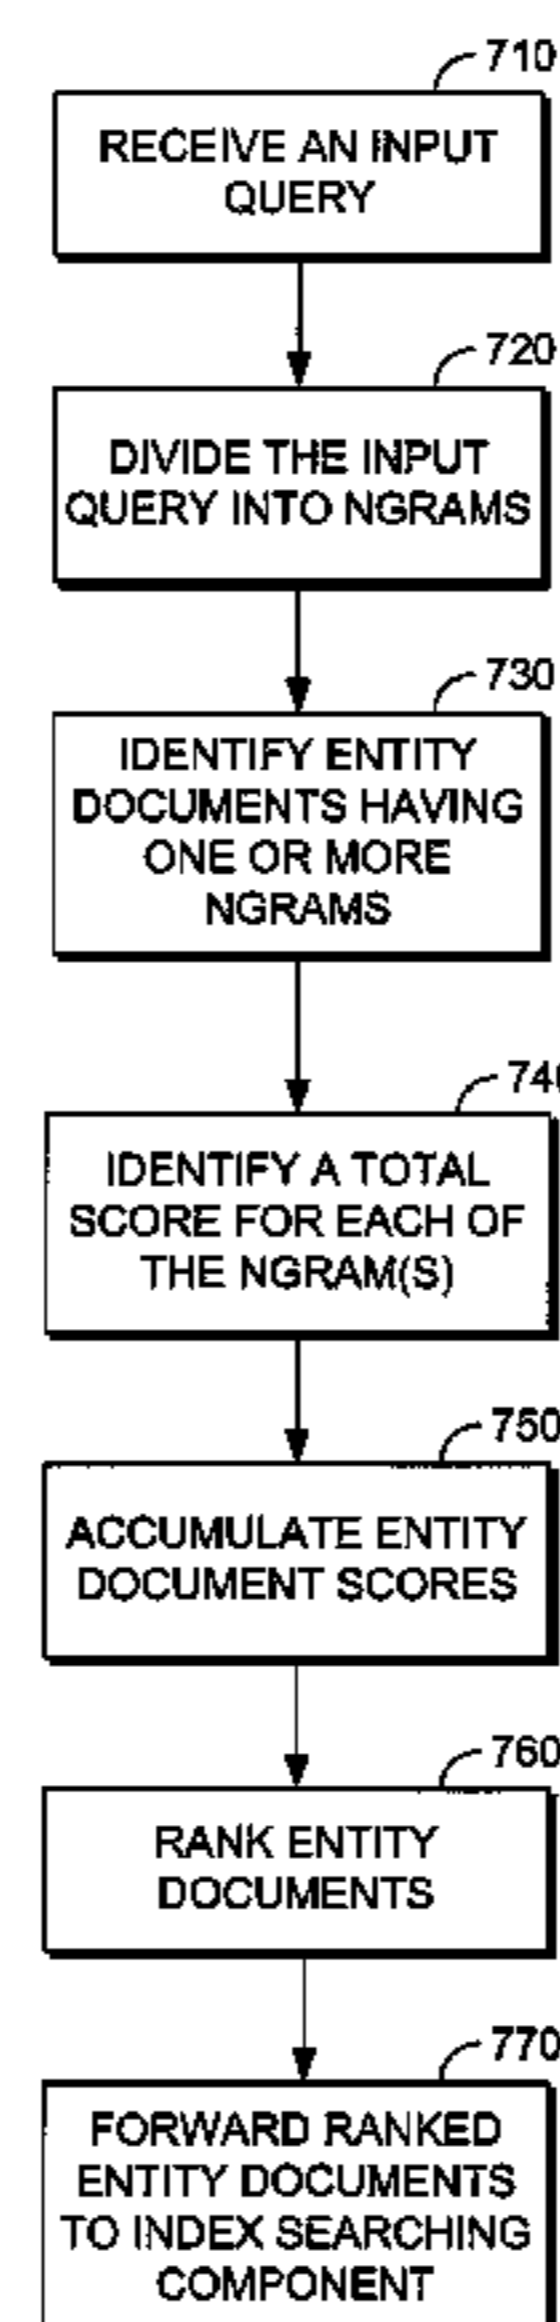 710
RECEIVE AN INPUT
QUERY
720
DIVIDE THE INPUT
QUERY INTO NGRAMS
730
IDENTIFY ENTITY
DOCUMENTS HAVING
ONE OR MORE
NGRAMS
740
IDENTIFY A TOTAL
SCORE FOR EACH OF
THE NGRAM(S)
750
ACCUMULATE ENTITY
DOCUMENT SCORES
760
RANK ENTITY
DOCUMENTS
770
FORWARD RANKED
ENTITY DOCUMENTS
TO INDEX SEARCHING
COMPONENT